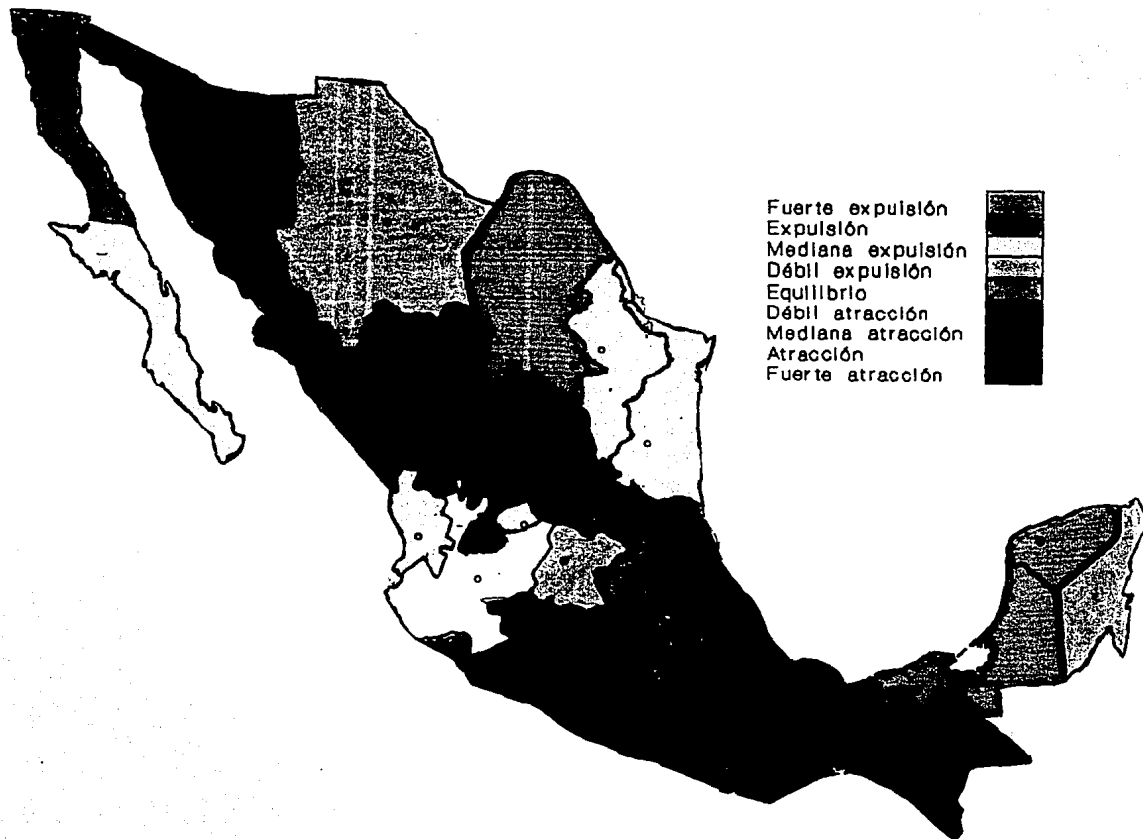 Fuerte expulsión
Expulsión
Mediana expulsión
Débil expulsión
Equilibrio
Débil atracción
Mediana atracción
Atracción
Fuerte atracción